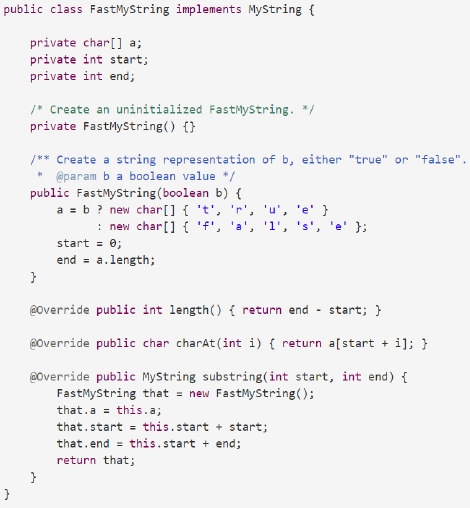 public class FastMyString implements MyString {
    private char[] a;
    private int start;
    private int end;
    /* Create an uninitialized FastMyString. */
    private FastMyString() {}
    /** Create a string representation of b, either "true" or "false".
     *  @param b a boolean value */
    public FastMyString(boolean b) {
        a = b ? new char[] { 't', 'r', 'u', 'e' }
              : new char[] { 'f', 'a', 'l', 's', 'e' };
        start = 0;
        end = a.length;
    }
    @Override public int length() { return end - start; }
    @Override public char charAt(int i) { return a[start + i]; }
    @Override public MyString substring(int start, int end) {
        FastMyString that = new FastMyString();
        that.a = this.a;
        that.start = this.start + start;
        that.end = this.start + end;
        return that;
    }
}